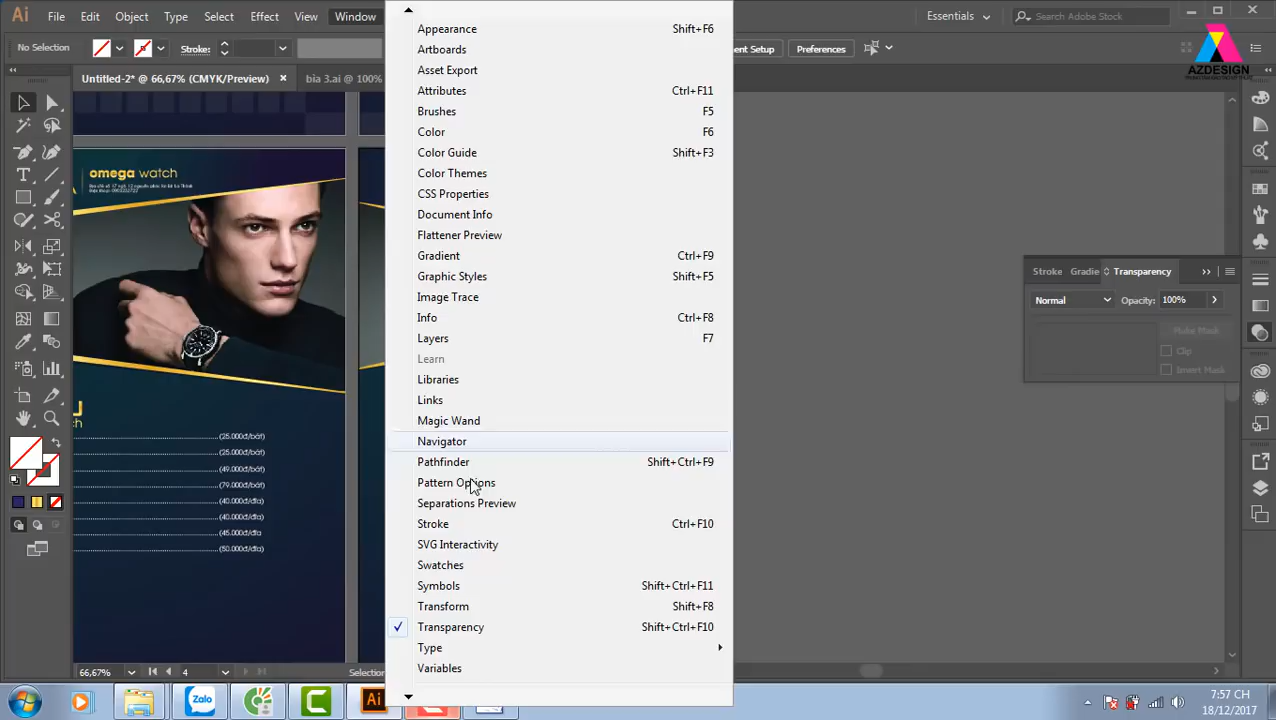 Ai File Edit Object Type Select Effect Window Essentials Search Adobe Stock
No Selection Stroke: Preferences
Untitled-2* @ 66,67% (CMYK/Preview) × bia 3.ai @ 100%
AZDESIGN
Appearance Shift+F6
Artboards
Asset Export
Attributes Ctrl+F11
Brushes F5
Color F6
Color Guide Shift+F3
Color Themes
CSS Properties
Document Info
Flattener Preview
Gradient Ctrl+F9
Graphic Styles Shift+F5
Image Trace
Info Ctrl+F8
Layers F7
Learn
Libraries
Links
Magic Wand
Navigator
Pathfinder Shift+Ctrl+F9
Pattern Options
Separations Preview
Stroke Ctrl+F10
SVG Interactivity
Swatches
Symbols Shift+Ctrl+F11
Transform Shift+F8
Transparency Shift+Ctrl+F10
Type
Variables
omega watch
(25.000đ/bát)
(25.000đ/bát)
(49.000đ/bát)
(79.000đ/bát)
(40.000đ/đĩa)
(40.000đ/đĩa)
(45.000đ/đĩa
(50.000đ/đĩa)
Stroke Gradie Transparency
Normal Opacity: 100%
Make Mask
Clip
Invert Mask
66,67% 4 Selection
Zalo
Ai
7:57 CH
18/12/2017